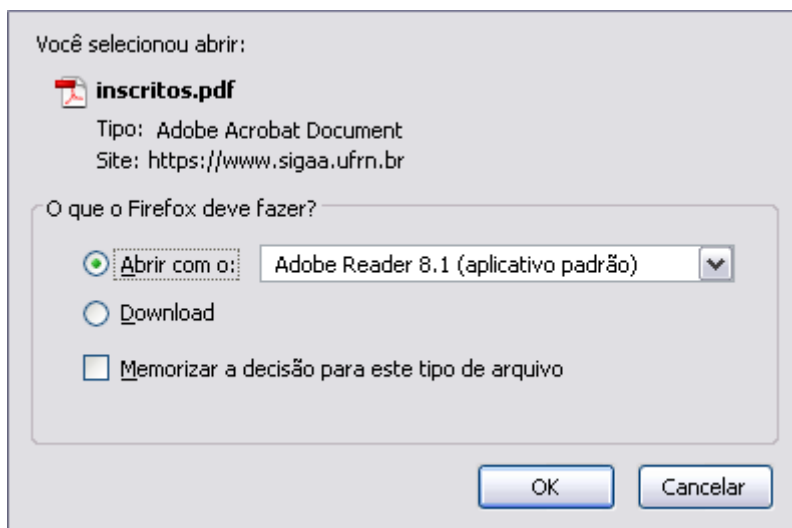 Você selecionou abrir:
inscritos.pdf
Tipo: Adobe Acrobat Document
Site: https://www.sigaa.ufrn.br
O que o Firefox deve fazer?
Abrir com o: Adobe Reader 8.1 (aplicativo padrão)
Download
Memorizar a decisão para este tipo de arquivo
OK Cancelar